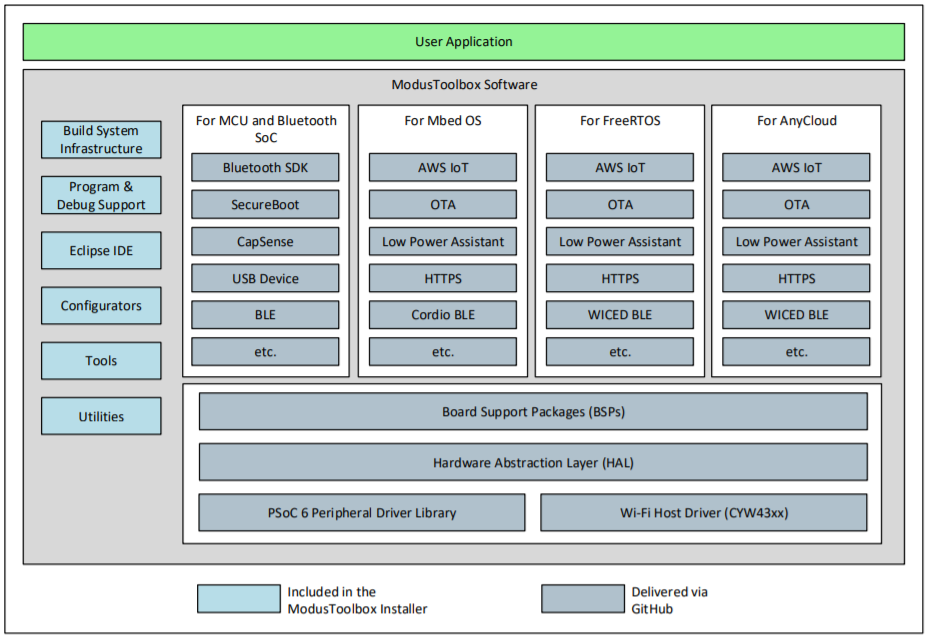 User Application
ModusToolbox Software
Build System
Infrastructure
Program &
Debug Support
Eclipse IDE
Configurators
Tools
Utilities
For MCU and Bluetooth
SoC
Bluetooth SDK
SecureBoot
CapSense
USB Device
BLE
etc.
For Mbed OS
AWS IoT
OTA
Low Power Assistant
HTTPS
Cordio BLE
etc.
For FreeRTOS
AWS IoT
OTA
Low Power Assistant
HTTPS
WICED BLE
etc.
For AnyCloud
AWS IoT
OTA
Low Power Assistant
HTTPS
WICED BLE
etc.
Board Support Packages (BSPs)
Hardware Abstraction Layer (HAL)
PSoC 6 Peripheral Driver Library
Wi-Fi Host Driver (CYW43xx)
Included in the
ModusToolbox Installer
Delivered via
GitHub